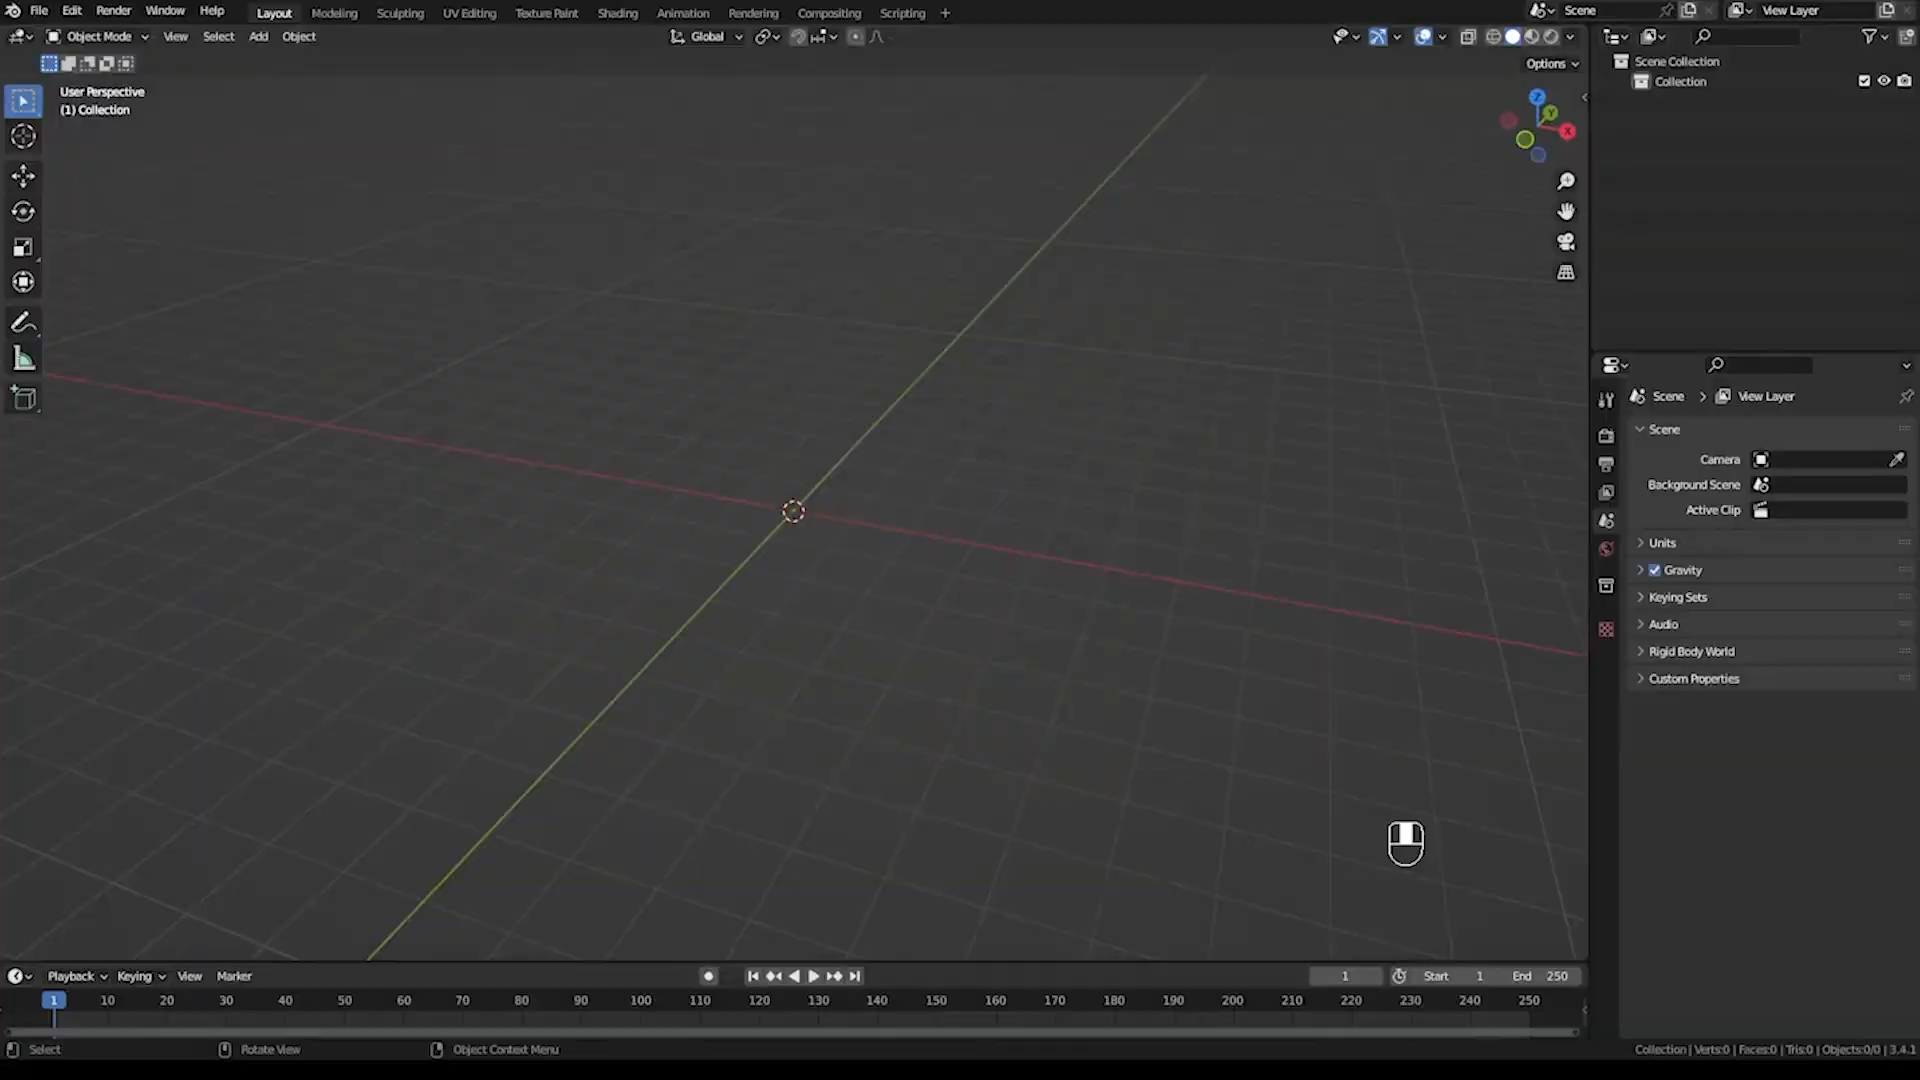 File Edit Render Window Help Layout Modeling Sculpting UV Editing Texture Paint Shading Animation Rendering Compositing Scripting + Scene View Layer
Object Mode View Select Add Object Global
Options
User Perspective
(1) Collection
Z
Y
X
Scene Collection
Collection
Scene > View Layer
Scene
Camera
Background Scene
Active Clip
Units
Gravity
Keying Sets
Audio
Rigid Body World
Custom Properties
Playback Keying View Marker 1 Start 1 End 250
1 10 20 30 40 50 60 70 80 90 100 110 120 130 140 150 160 170 180 190 200 210 220 230 240 250
Select Rotate View Object Context Menu Collection | Verts:0 | Faces:0 | Tris:0 | Objects:0/0 | 3.4.1